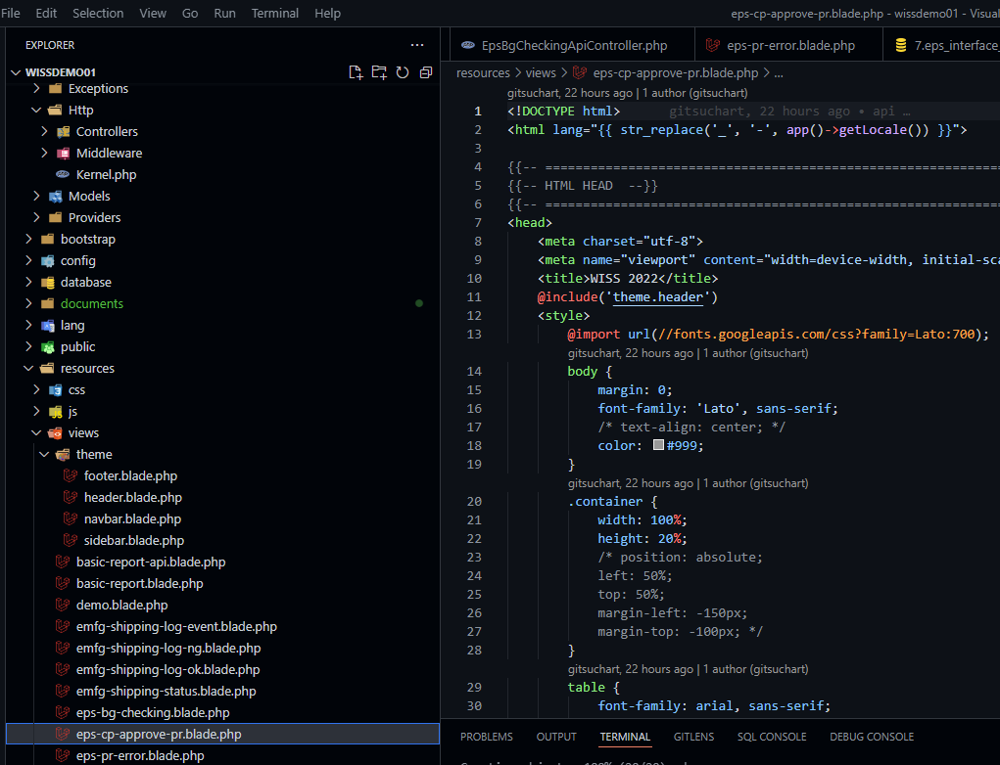 File Edit Selection View Go Run Terminal Help
eps-cp-approve-pr.blade.php - wissdemo01 - Visual
EXPLORER
WISSDEMO01
Exceptions
Http
Controllers
Middleware
Kernel.php
Models
Providers
bootstrap
config
database
documents
lang
public
resources
css
js
views
theme
footer.blade.php
header.blade.php
navbar.blade.php
sidebar.blade.php
basic-report-api.blade.php
basic-report.blade.php
demo.blade.php
emfg-shipping-log-event.blade.php
emfg-shipping-log-ng.blade.php
emfg-shipping-log-ok.blade.php
emfg-shipping-status.blade.php
eps-bg-checking.blade.php
eps-cp-approve-pr.blade.php
eps-pr-error.blade.php
EpsBgCheckingApiController.php eps-pr-error.blade.php 7.eps_interface_
resources > views > eps-cp-approve-pr.blade.php > ...
gitsuchart, 22 hours ago | 1 author (gitsuchart)
1 <!DOCTYPE html> gitsuchart, 22 hours ago • api …
2 <html lang="{{ str_replace('_', '-', app()->getLocale()) }}">
3
4 {{-- ============================================================
5 {{-- HTML HEAD --}}
6 {{-- ============================================================
7 <head>
8 <meta charset="utf-8">
9 <meta name="viewport" content="width=device-width, initial-sca
10 <title>WISS 2022</title>
11 @include('theme.header')
12 <style>
13 @import url(//fonts.googleapis.com/css?family=Lato:700);
gitsuchart, 22 hours ago | 1 author (gitsuchart)
14 body {
15 margin: 0;
16 font-family: 'Lato', sans-serif;
17 /* text-align: center; */
18 color: #999;
19 }
gitsuchart, 22 hours ago | 1 author (gitsuchart)
20 .container {
21 width: 100%;
22 height: 20%;
23 /* position: absolute;
24 left: 50%;
25 top: 50%;
26 margin-left: -150px;
27 margin-top: -100px; */
28 }
gitsuchart, 22 hours ago | 1 author (gitsuchart)
29 table {
30 font-family: arial, sans-serif;
PROBLEMS OUTPUT TERMINAL GITLENS SQL CONSOLE DEBUG CONSOLE